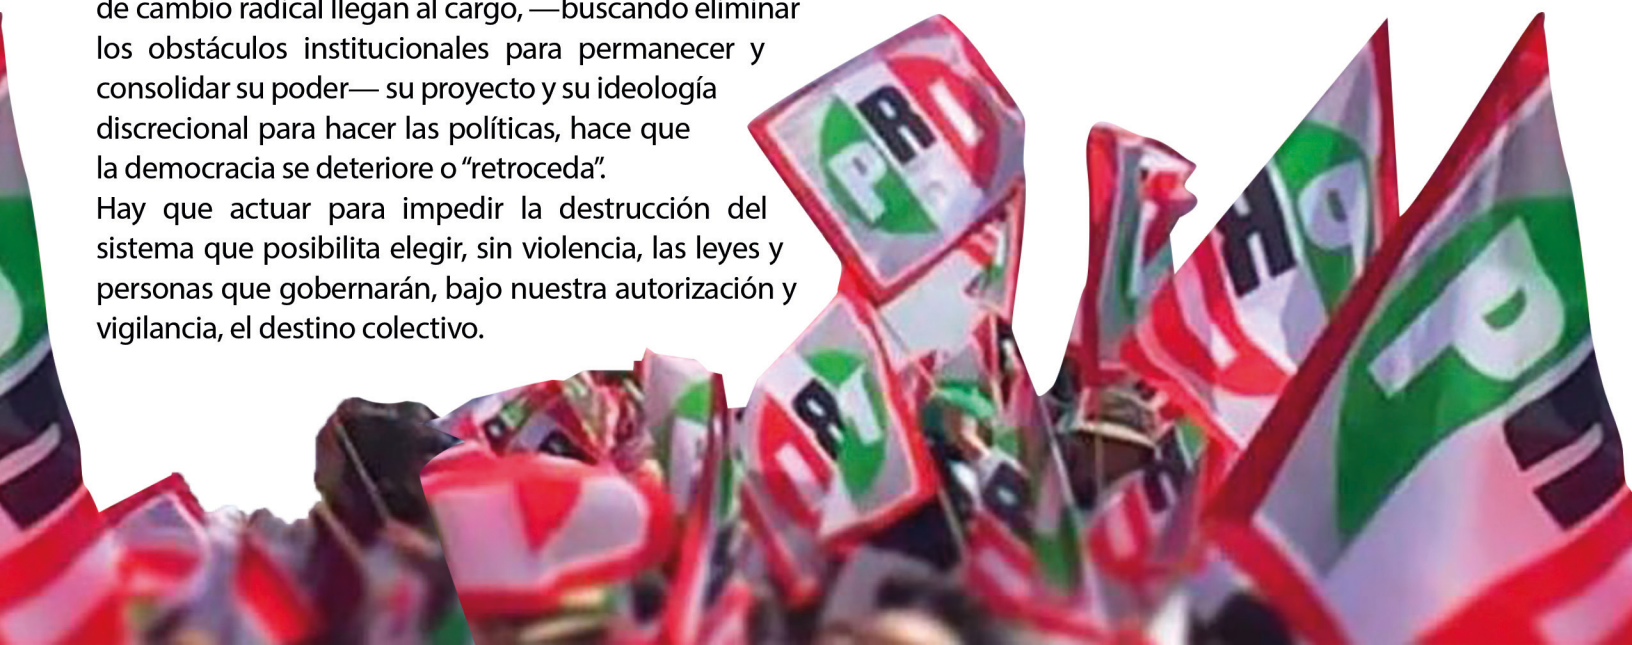 de cambio radical llegan al cargo, —buscando eliminar
los obstáculos institucionales para permanecer y
consolidar su poder— su proyecto y su ideología
discrecional para hacer las políticas, hace que
la democracia se deteriore o “retroceda”.
Hay que actuar para impedir la destrucción del
sistema que posibilita elegir, sin violencia, las leyes y
personas que gobernarán, bajo nuestra autorización y
vigilancia, el destino colectivo.
PRI
PRI
PRI
PRI